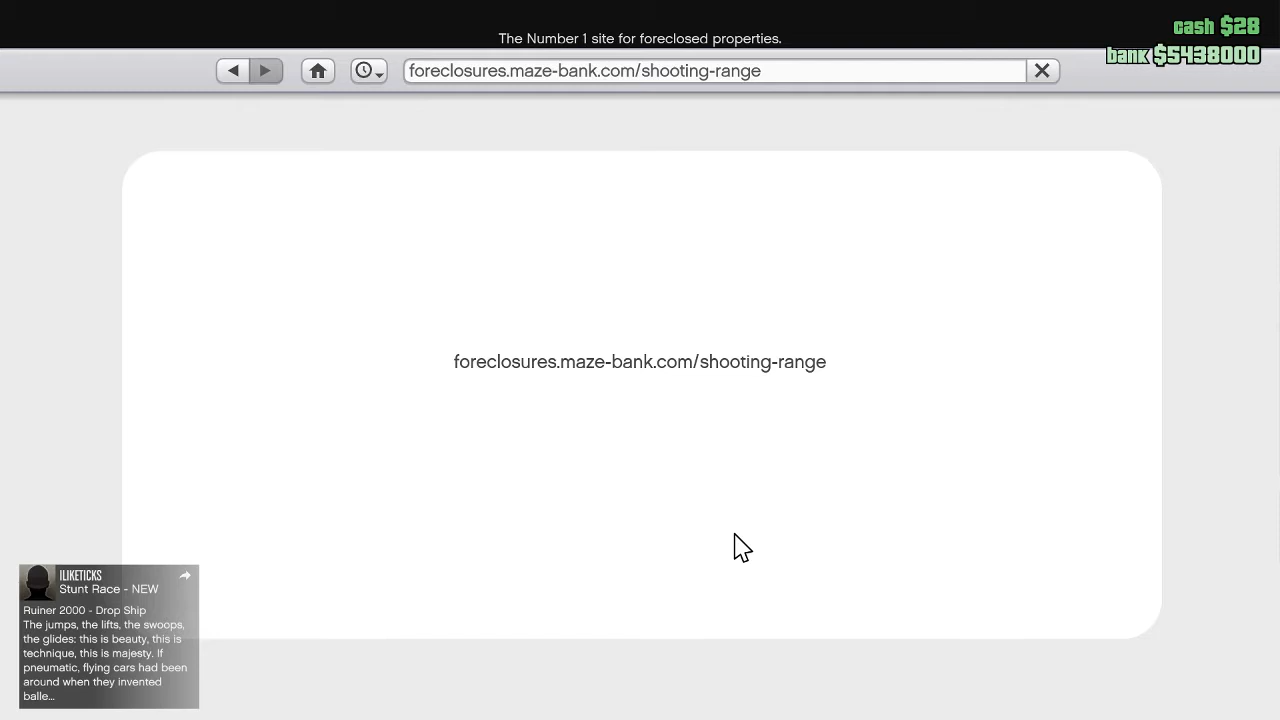 cash $28
The Number 1 site for foreclosed properties.
bank $5438000
foreclosures.maze-bank.com/shooting-range
foreclosures.maze-bank.com/shooting-range
ILIKETICKS
Stunt Race - NEW
Ruiner 2000 - Drop Ship
The jumps, the lifts, the swoops,
the glides: this is beauty, this is
technique, this is majesty. If
pneumatic, flying cars had been
around when they invented
balle...